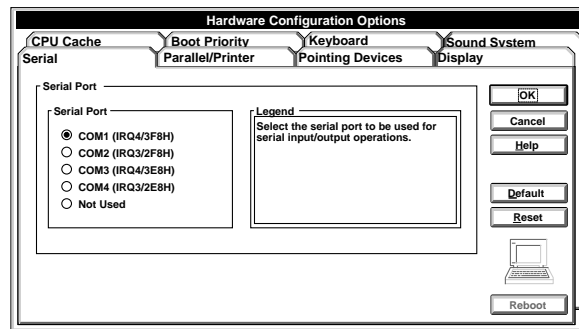 Hardware Configuration Options
CPU Cache
Boot Priority
Keyboard
Sound System
Serial
Parallel/Printer
Pointing Devices
Display
Serial Port
Serial Port
COM1 (IRQ4/3F8H)
COM2 (IRQ3/2F8H)
COM3 (IRQ4/3E8H)
COM4 (IRQ3/2E8H)
Not Used
Legend
Select the serial port to be used for
serial input/output operations.
OK
Cancel
Help
Default
Reset
Reboot